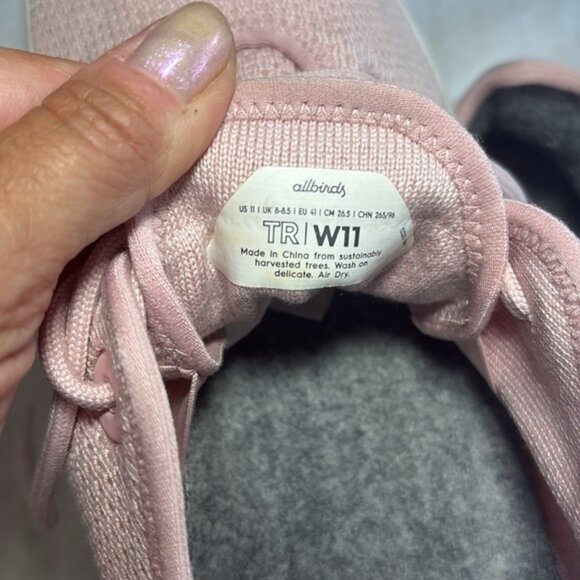 allbirds
US 11 | UK 8-8.5 | EU 41 | CM 26.5 | CHN 265/96
TR | W11
Made in China from sustainably
harvested trees. Wash on
delicate. Air Dry.